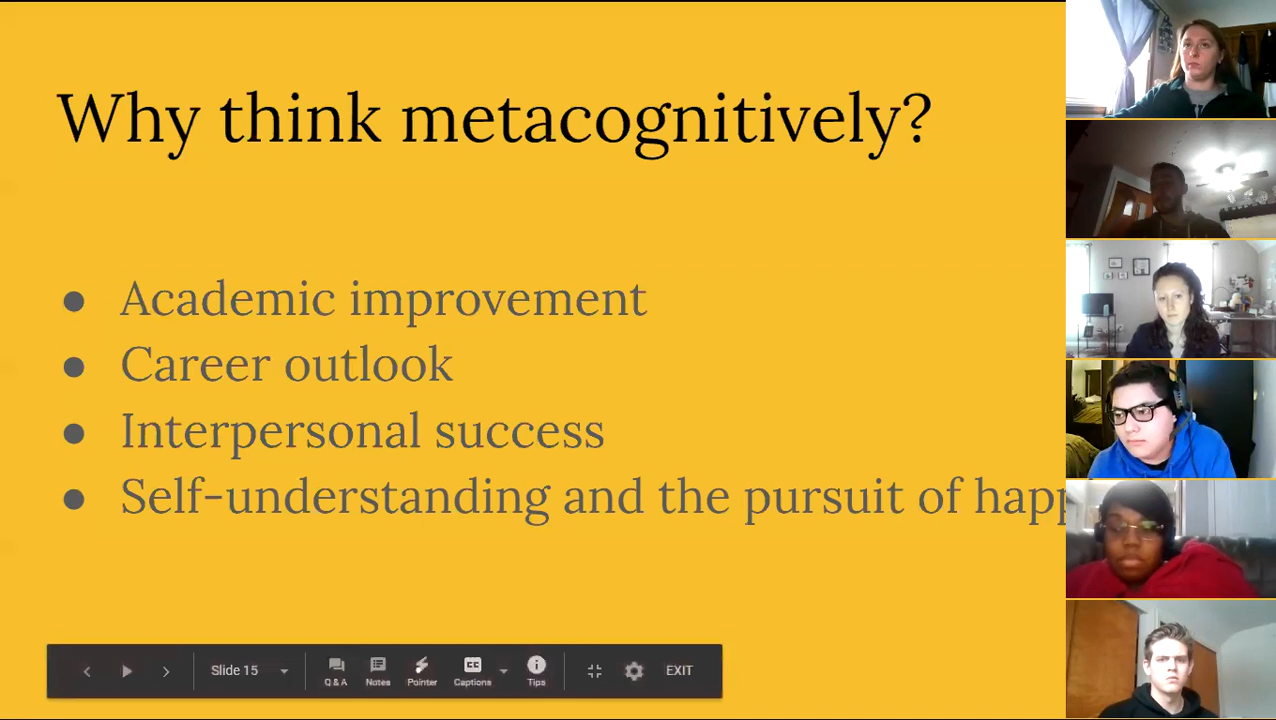 Why think metacognitively?
● Academic improvement
● Career outlook
● Interpersonal success
● Self-understanding and the pursuit of happ
Slide 15
Q & A
Notes
Pointer
CC
Captions
Tips
EXIT